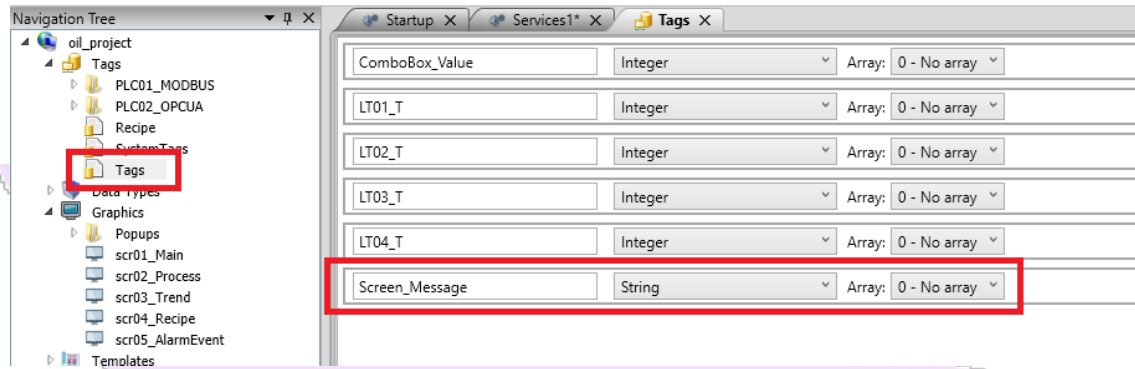 Navigation Tree
oil_project
Tags
PLC01_MODBUS
PLC02_OPCUA
Recipe
SystemTags
Tags
Data Types
Graphics
Popups
scr01_Main
scr02_Process
scr03_Trend
scr04_Recipe
scr05_AlarmEvent
Templates
Startup X Services1* X Tags X
ComboBox_Value Integer Array: 0 - No array
LT01_T Integer Array: 0 - No array
LT02_T Integer Array: 0 - No array
LT03_T Integer Array: 0 - No array
LT04_T Integer Array: 0 - No array
Screen_Message String Array: 0 - No array